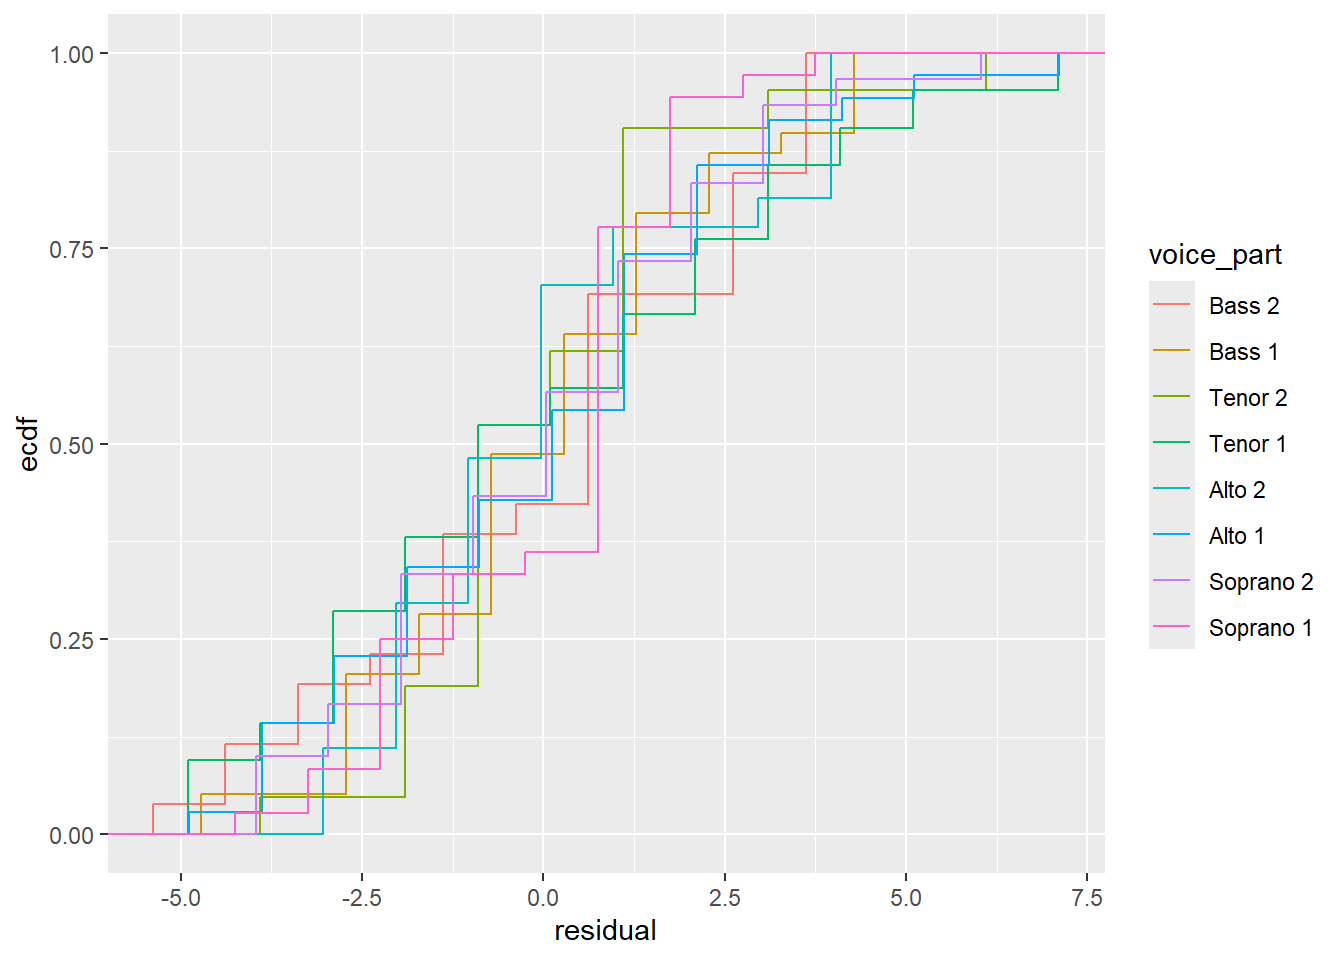 1.00
0.75
0.50
0.25
0.00
ecdf
-5.0 -2.5 0.0 2.5 5.0 7.5
residual
voice_part
Bass 2
Bass 1
Tenor 2
Tenor 1
Alto 2
Alto 1
Soprano 2
Soprano 1